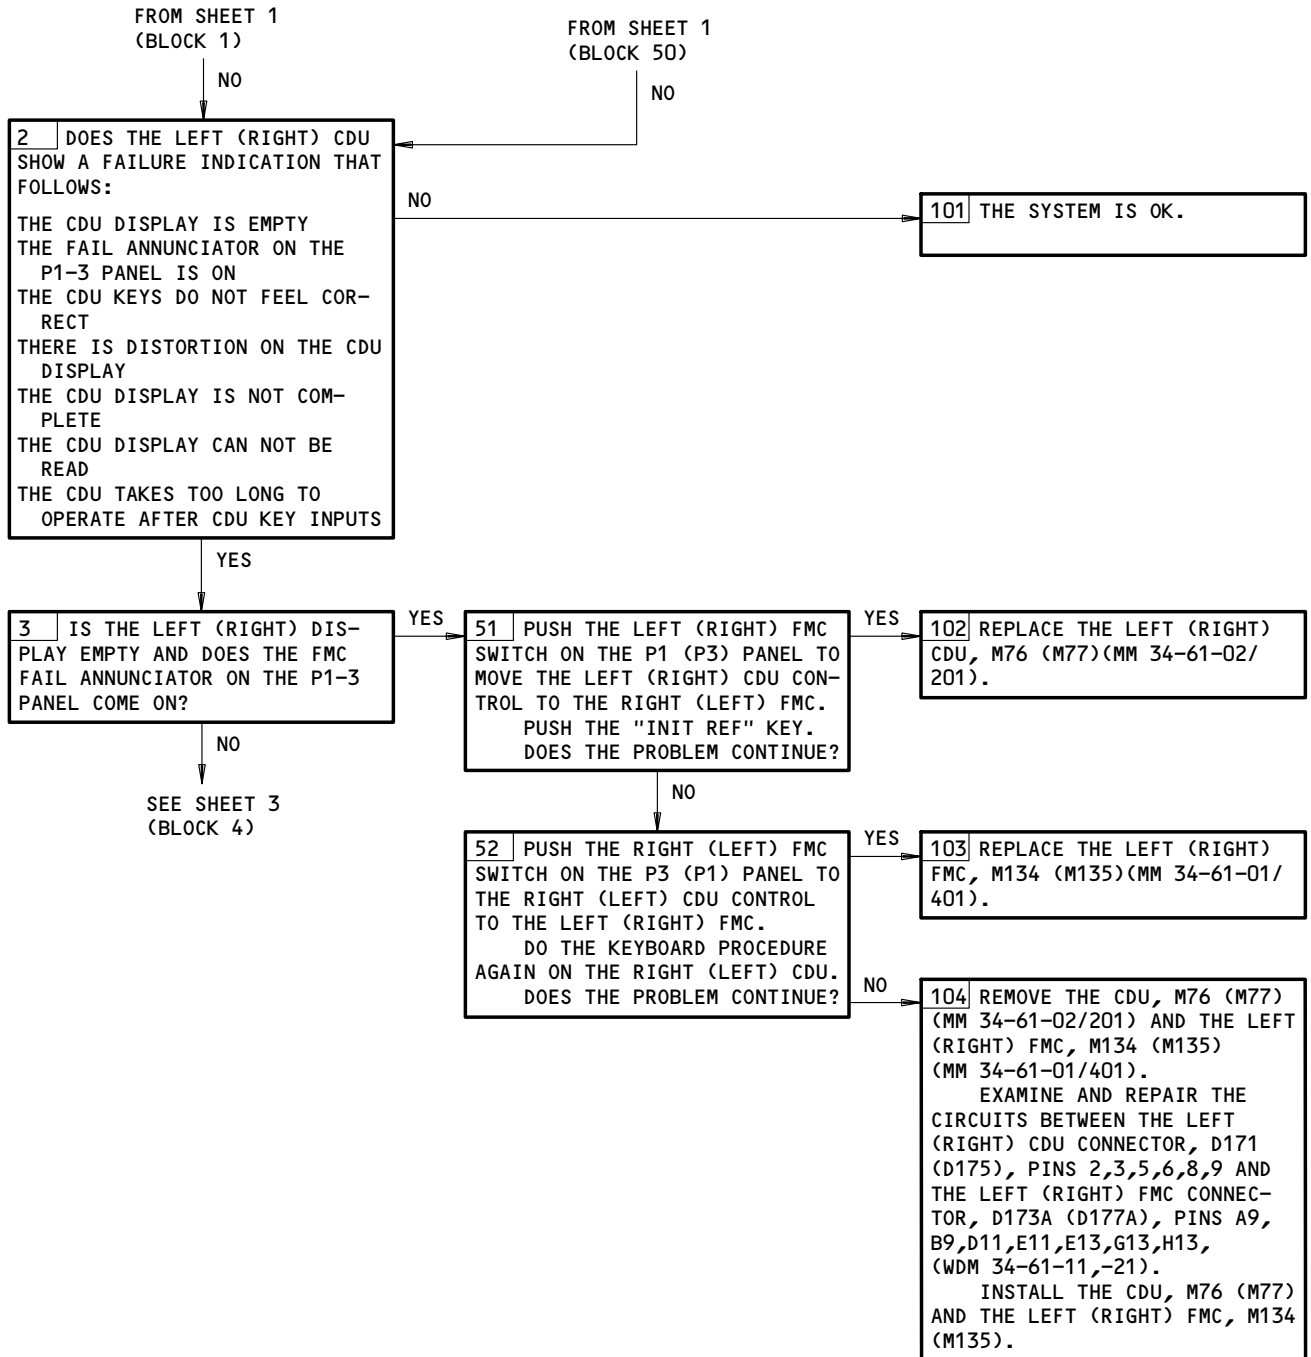 FROM SHEET 1
(BLOCK 1)
NO
FROM SHEET 1
(BLOCK 50)
NO
2 DOES THE LEFT (RIGHT) CDU
SHOW A FAILURE INDICATION THAT
FOLLOWS:
THE CDU DISPLAY IS EMPTY
THE FAIL ANNUNCIATOR ON THE
P1-3 PANEL IS ON
THE CDU KEYS DO NOT FEEL COR-
RECT
THERE IS DISTORTION ON THE CDU
DISPLAY
THE CDU DISPLAY IS NOT COM-
PLETE
THE CDU DISPLAY CAN NOT BE
READ
THE CDU TAKES TOO LONG TO
OPERATE AFTER CDU KEY INPUTS
NO
101 THE SYSTEM IS OK.
YES
3 IS THE LEFT (RIGHT) DIS-
PLAY EMPTY AND DOES THE FMC
FAIL ANNUNCIATOR ON THE P1-3
PANEL COME ON?
YES
51 PUSH THE LEFT (RIGHT) FMC
SWITCH ON THE P1 (P3) PANEL TO
MOVE THE LEFT (RIGHT) CDU CON-
TROL TO THE RIGHT (LEFT) FMC.
PUSH THE "INIT REF" KEY.
DOES THE PROBLEM CONTINUE?
YES
102 REPLACE THE LEFT (RIGHT)
CDU, M76 (M77)(MM 34-61-02/
201).
NO
SEE SHEET 3
(BLOCK 4)
NO
52 PUSH THE RIGHT (LEFT) FMC
SWITCH ON THE P3 (P1) PANEL TO
THE RIGHT (LEFT) CDU CONTROL
TO THE LEFT (RIGHT) FMC.
DO THE KEYBOARD PROCEDURE
AGAIN ON THE RIGHT (LEFT) CDU.
DOES THE PROBLEM CONTINUE?
YES
103 REPLACE THE LEFT (RIGHT)
FMC, M134 (M135)(MM 34-61-01/
401).
NO
104 REMOVE THE CDU, M76 (M77)
(MM 34-61-02/201) AND THE LEFT
(RIGHT) FMC, M134 (M135)
(MM 34-61-01/401).
EXAMINE AND REPAIR THE
CIRCUITS BETWEEN THE LEFT
(RIGHT) CDU CONNECTOR, D171
(D175), PINS 2,3,5,6,8,9 AND
THE LEFT (RIGHT) FMC CONNEC-
TOR, D173A (D177A), PINS A9,
B9,D11,E11,E13,G13,H13,
(WDM 34-61-11,-21).
INSTALL THE CDU, M76 (M77)
AND THE LEFT (RIGHT) FMC, M134
(M135).